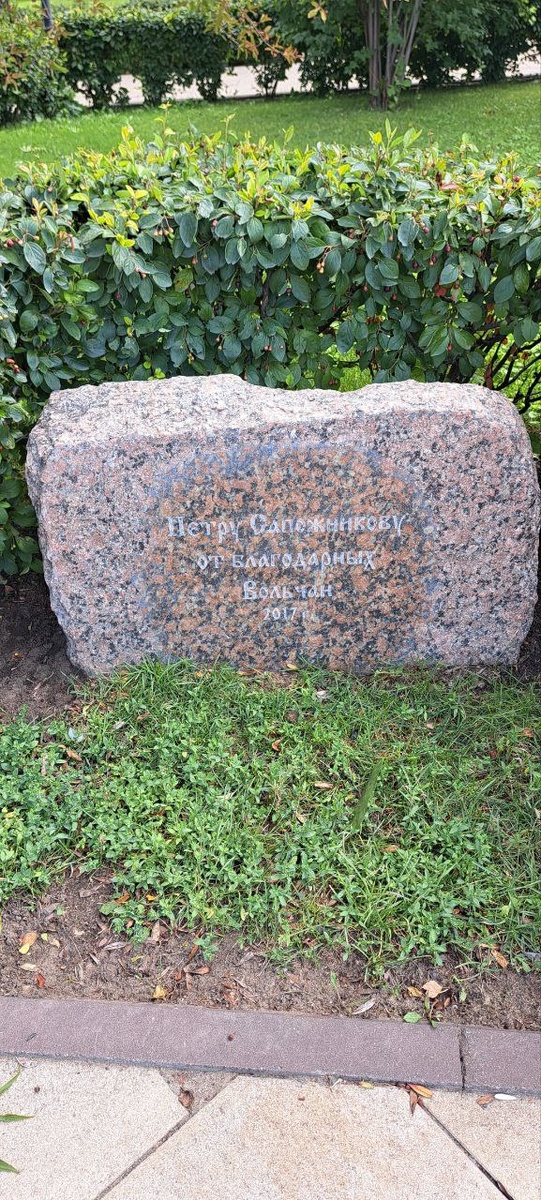 Петру Сапожникову
от благодарных
Вольчан
2017 г.